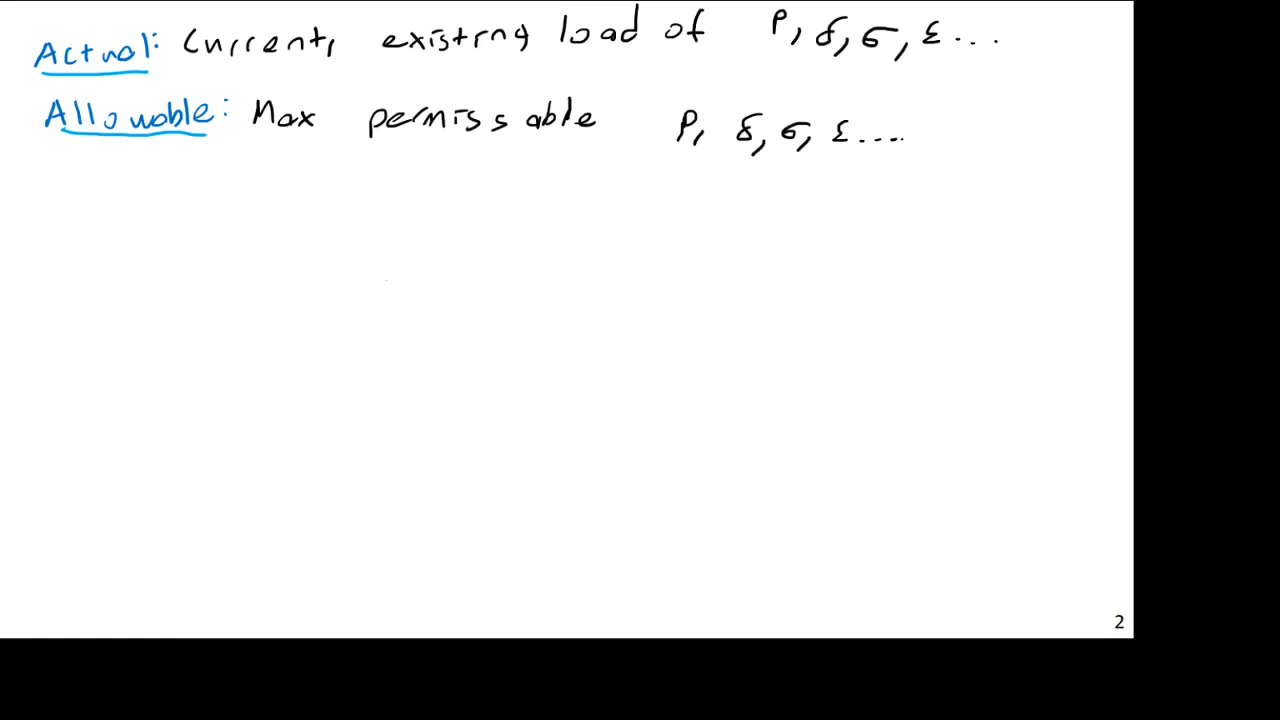 Actual: Current, existing load of P, δ, σ, ε...
Allowable: Max permissable P, δ, σ, ε....
2